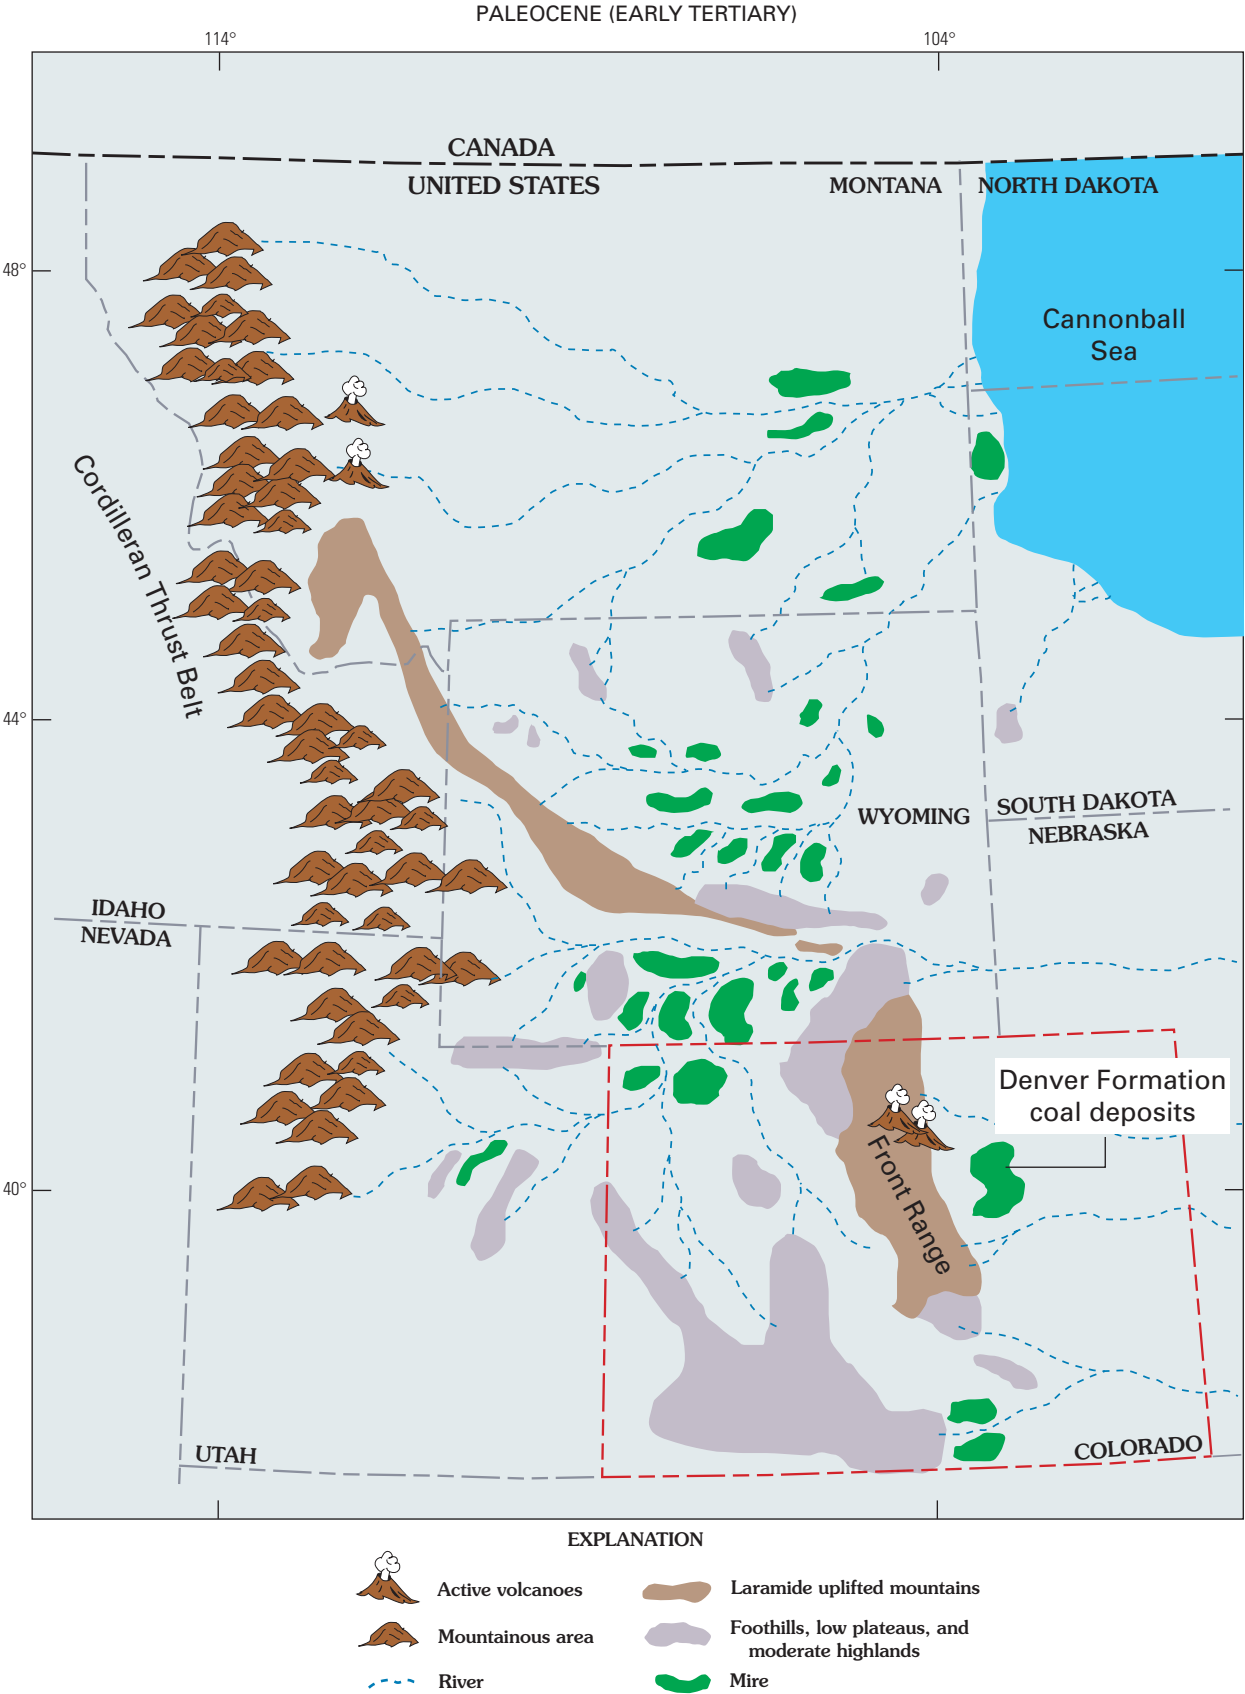 PALEOCENE (EARLY TERTIARY)
114°
104°
CANADA
UNITED STATES
MONTANA
NORTH DAKOTA
48°
Cannonball
Sea
Cordilleran Thrust Belt
44°
WYOMING
SOUTH DAKOTA
NEBRASKA
IDAHO
NEVADA
Denver Formation
coal deposits
Front Range
40°
UTAH
COLORADO
EXPLANATION
Active volcanoes
Mountainous area
River
Laramide uplifted mountains
Foothills, low plateaus, and
moderate highlands
Mire